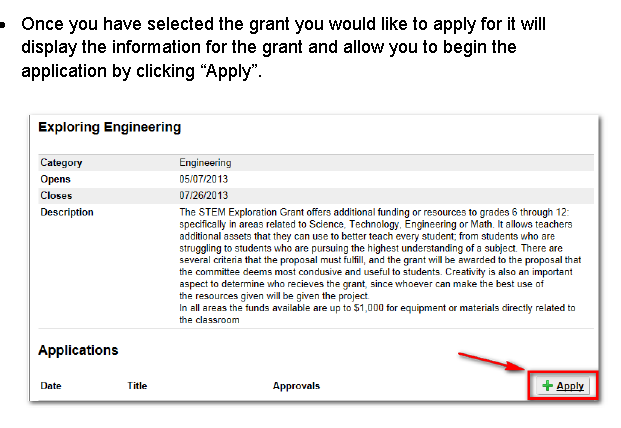 • Once you have selected the grant you would like to apply for it will
display the information for the grant and allow you to begin the
application by clicking “Apply”.
Exploring Engineering
Category Engineering
Opens 05/07/2013
Closes 07/26/2013
Description The STEM Exploration Grant offers additional funding or resources to grades 6 through 12:
specifically in areas related to Science, Technology, Engineering or Math. It allows teachers
additional assets that they can use to better teach every student; from students who are
struggling to students who are pursuing the highest understanding of a subject. There are
several criteria that the proposal must fulfill, and the grant will be awarded to the proposal that
the committee deems most condusive and useful to students. Creativity is also an important
aspect to determine who recieves the grant, since whoever can make the best use of
the resources given will be given the project.
In all areas the funds available are up to $1,000 for equipment or materials directly related to
the classroom
Applications
Date Title Approvals Apply